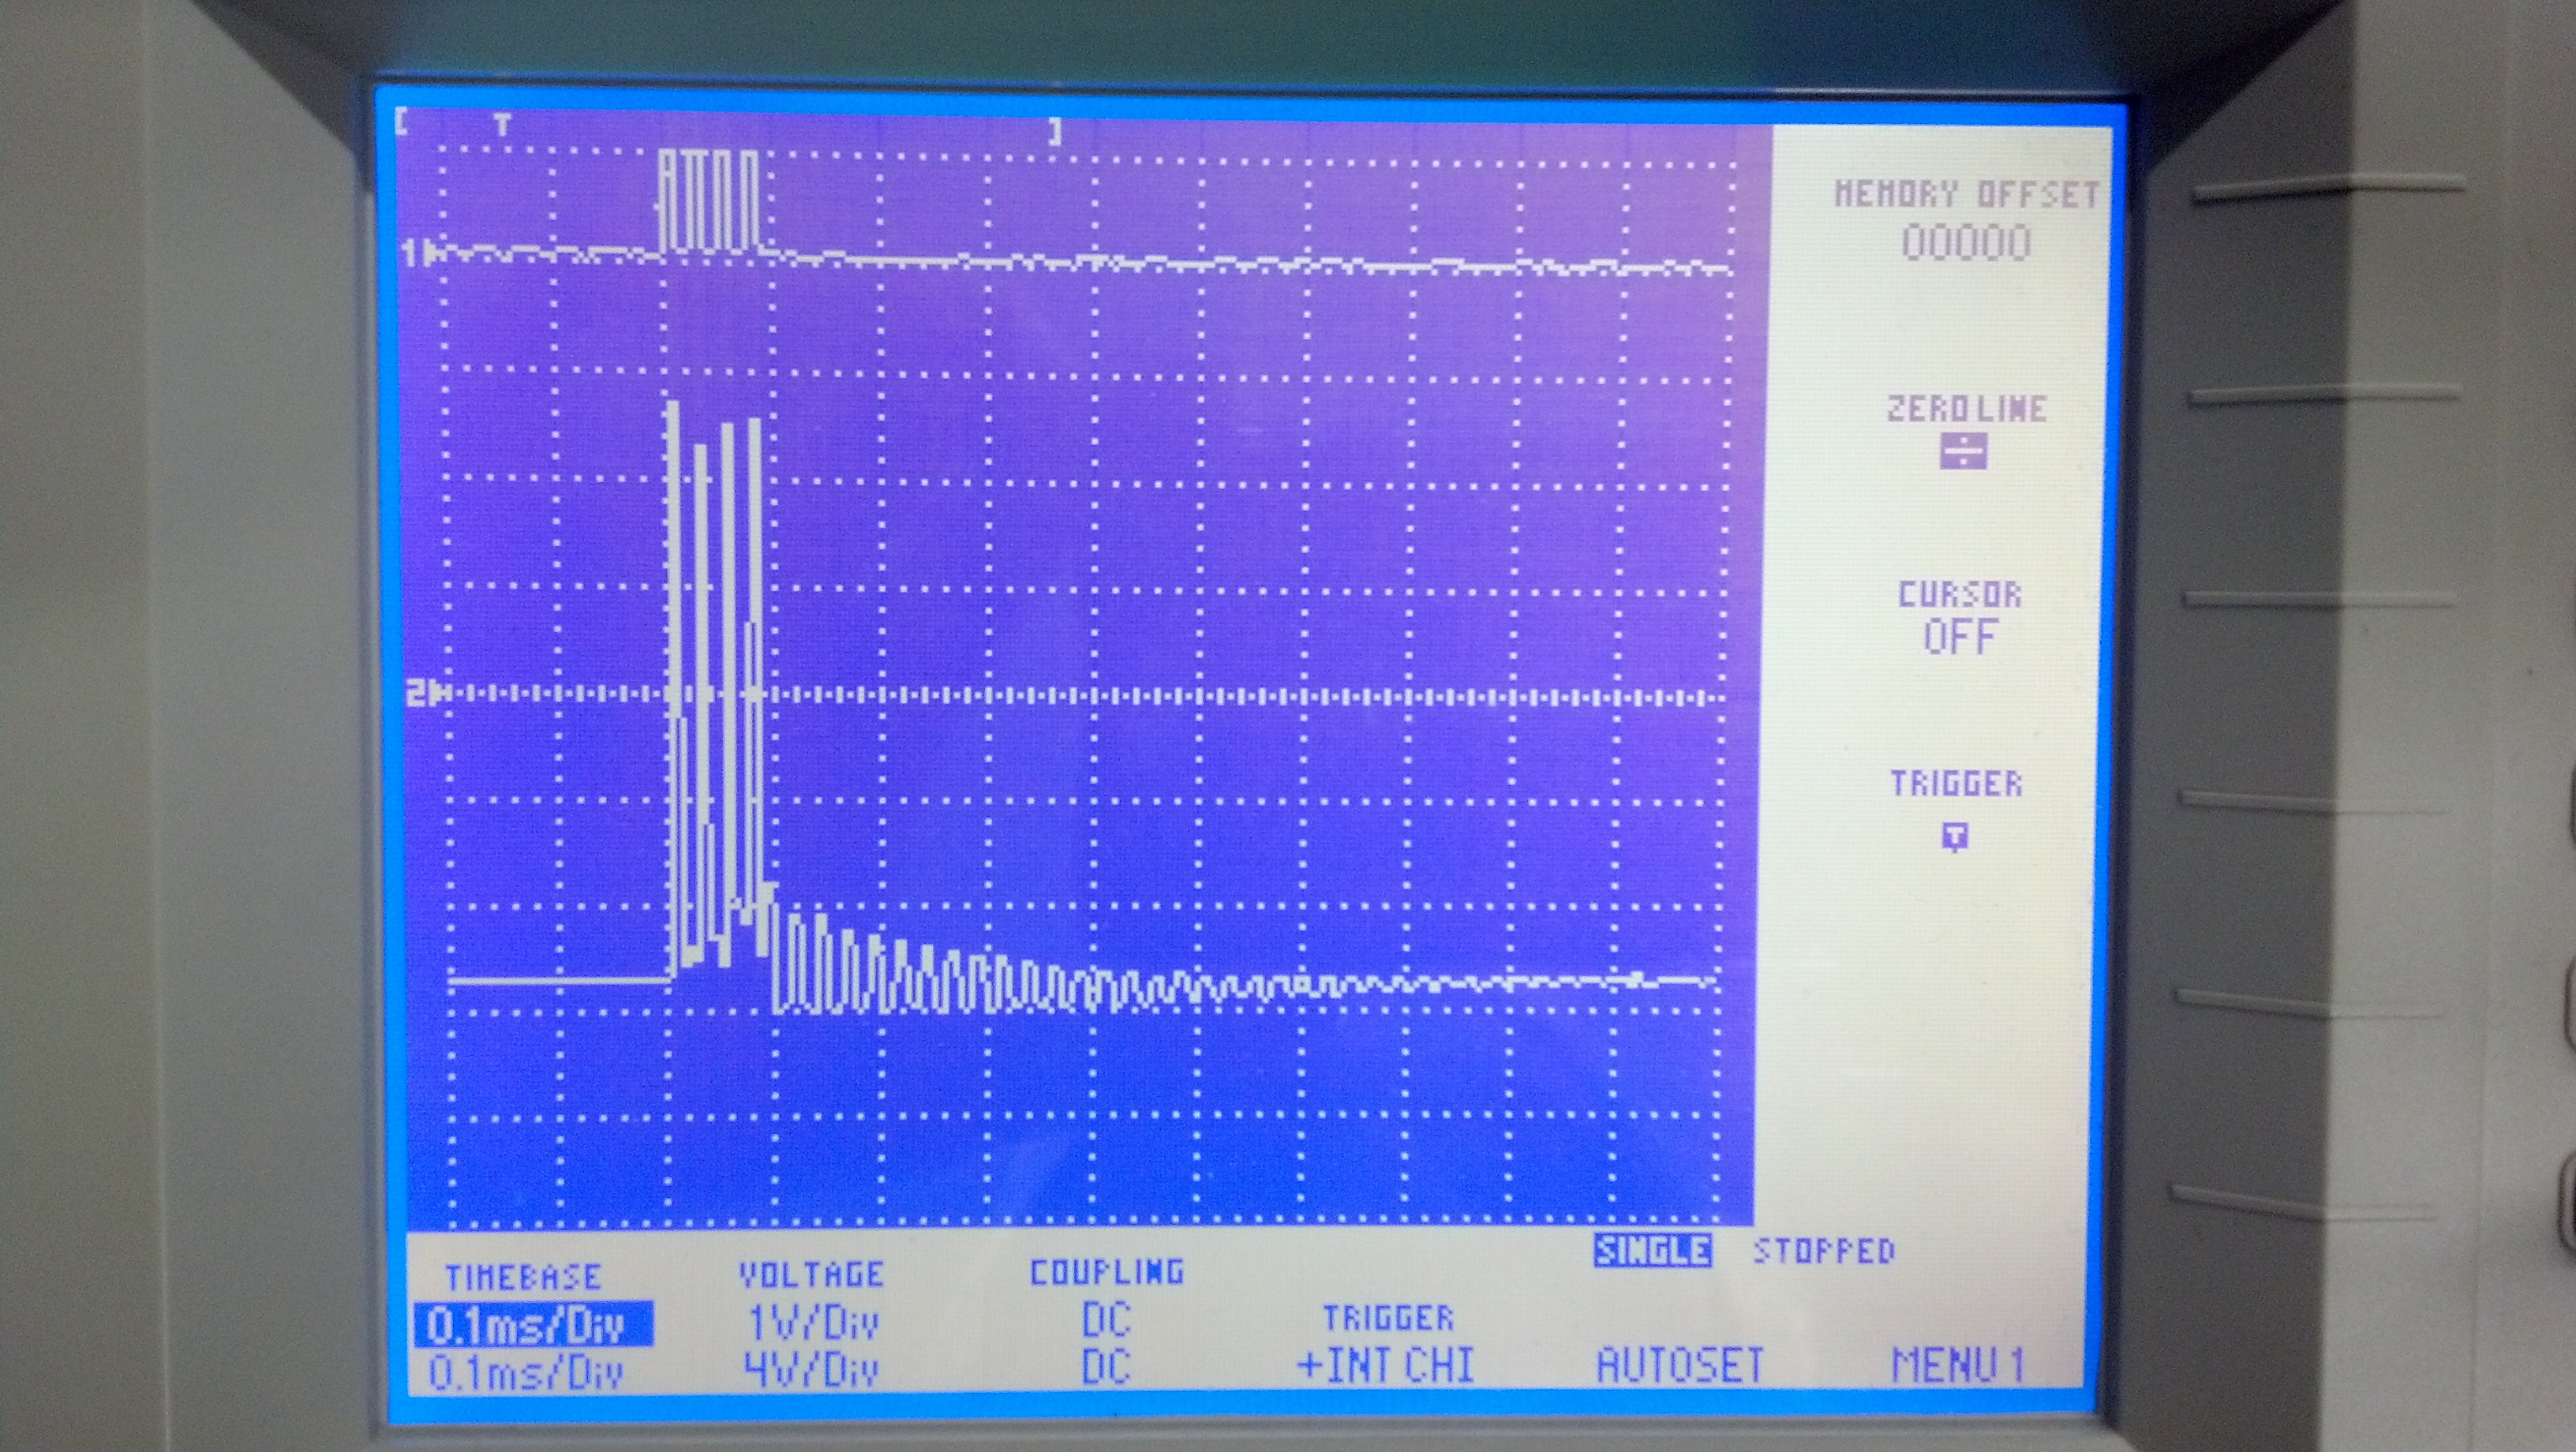 [ T ]
MEMORY OFFSET
00000
1
ZERO LINE
CURSOR
OFF
2
TRIGGER
T
SINGLE STOPPED
TIMEBASE VOLTAGE COUPLING
0.1ms/Div 1V/Div DC TRIGGER
0.1ms/Div 4V/Div DC +INT CHI AUTOSET MENU 1